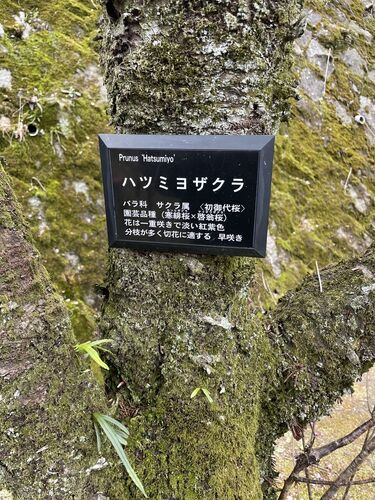 Prunus 'Hatsumiyo'
ハツミヨザクラ
バラ科 サクラ属 〈初御代桜〉
園芸品種（寒緋桜×啓翁桜）
花は一重咲きで淡い紅紫色
分枝が多く切花に適する 早咲き